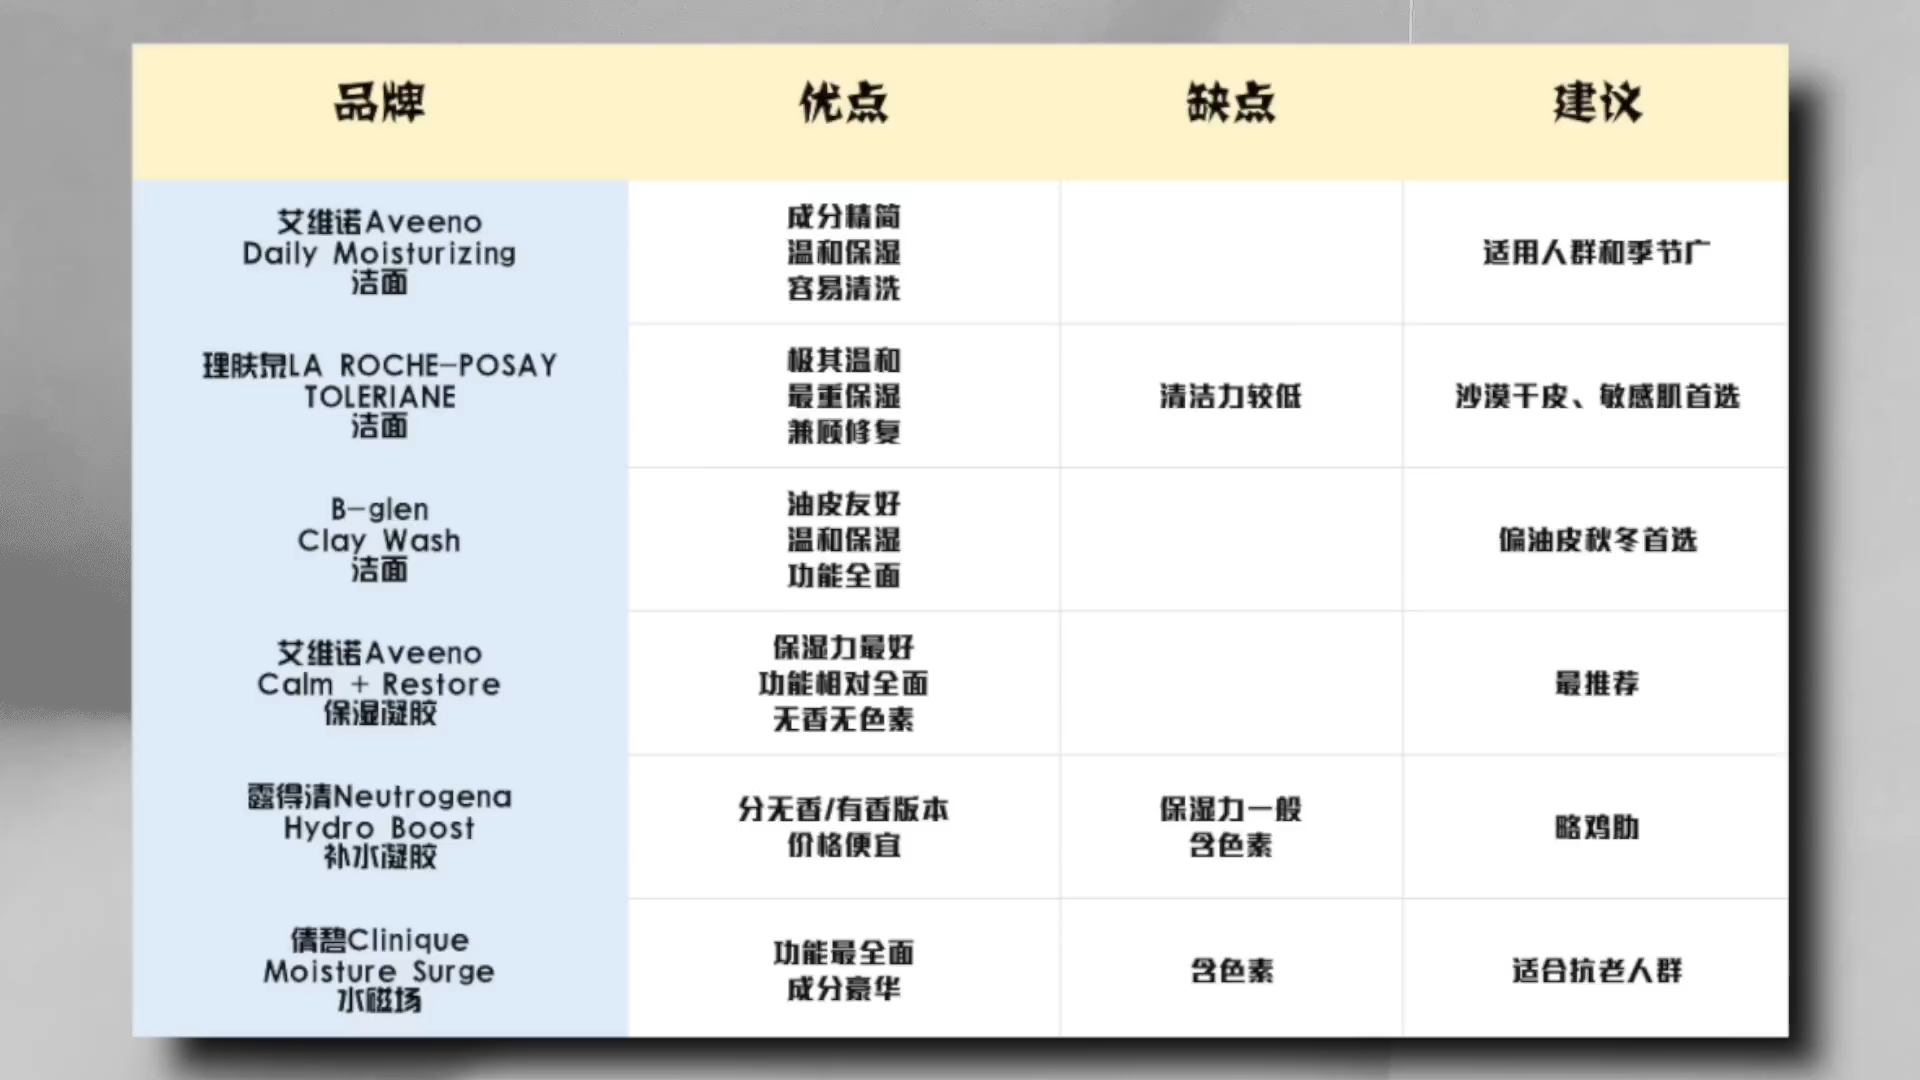 品牌 优点 缺点 建议
艾维诺Aveeno
Daily Moisturizing
洁面
成分精简
温和保湿
容易清洗
适用人群和季节广
理肤泉LA ROCHE-POSAY
TOLERIANE
洁面
极其温和
最重保湿
兼顾修复
清洁力较低
沙漠干皮、敏感肌首选
B-glen
Clay Wash
洁面
油皮友好
温和保湿
功能全面
偏油皮秋冬首选
艾维诺Aveeno
Calm + Restore
保湿凝胶
保湿力最好
功能相对全面
无香无色素
最推荐
露得清Neutrogena
Hydro Boost
补水凝胶
分无香/有香版本
价格便宜
保湿力一般
含色素
略鸡肋
倩碧Clinique
Moisture Surge
水磁场
功能最全面
成分豪华
含色素
适合抗老人群